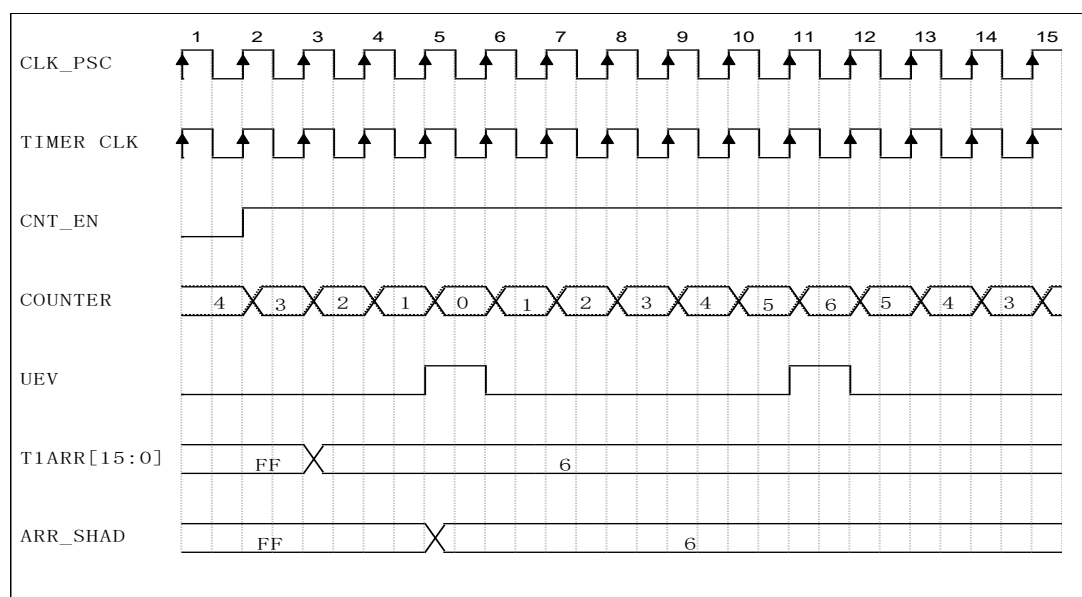 1 2 3 4 5 6 7 8 9 10 11 12 13 14 15
CLK_PSC
TIMER CLK
CNT_EN
COUNTER 4 3 2 1 0 1 2 3 4 5 6 5 4 3
UEV
T1ARR[15:0] FF 6
ARR_SHAD FF 6